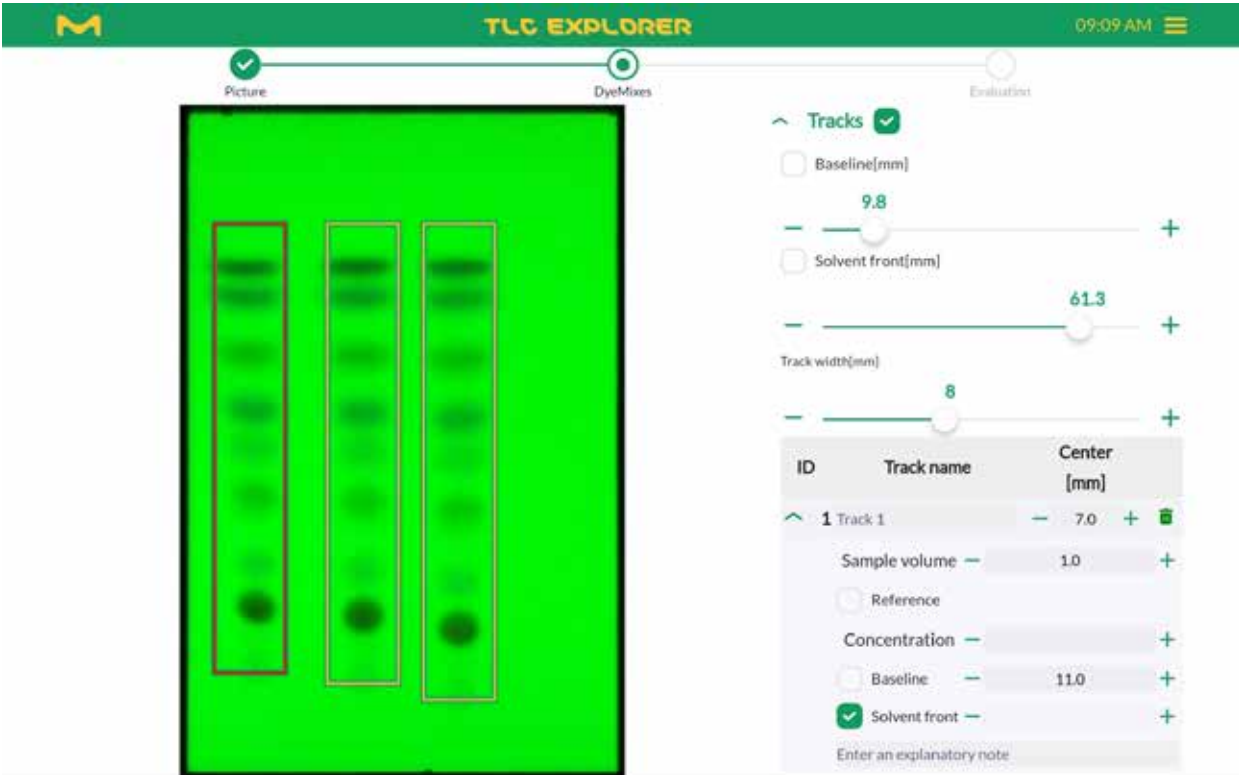 TLC EXPLORER
09:09 AM
Picture
DyeMixes
Evaluation
Tracks
Baseline[mm]
9.8
Solvent front[mm]
61.3
Track width[mm]
8
ID Track name Center [mm]
1 Track 1 7.0
Sample volume 1.0
Reference
Concentration
Baseline 11.0
Solvent front
Enter an explanatory note